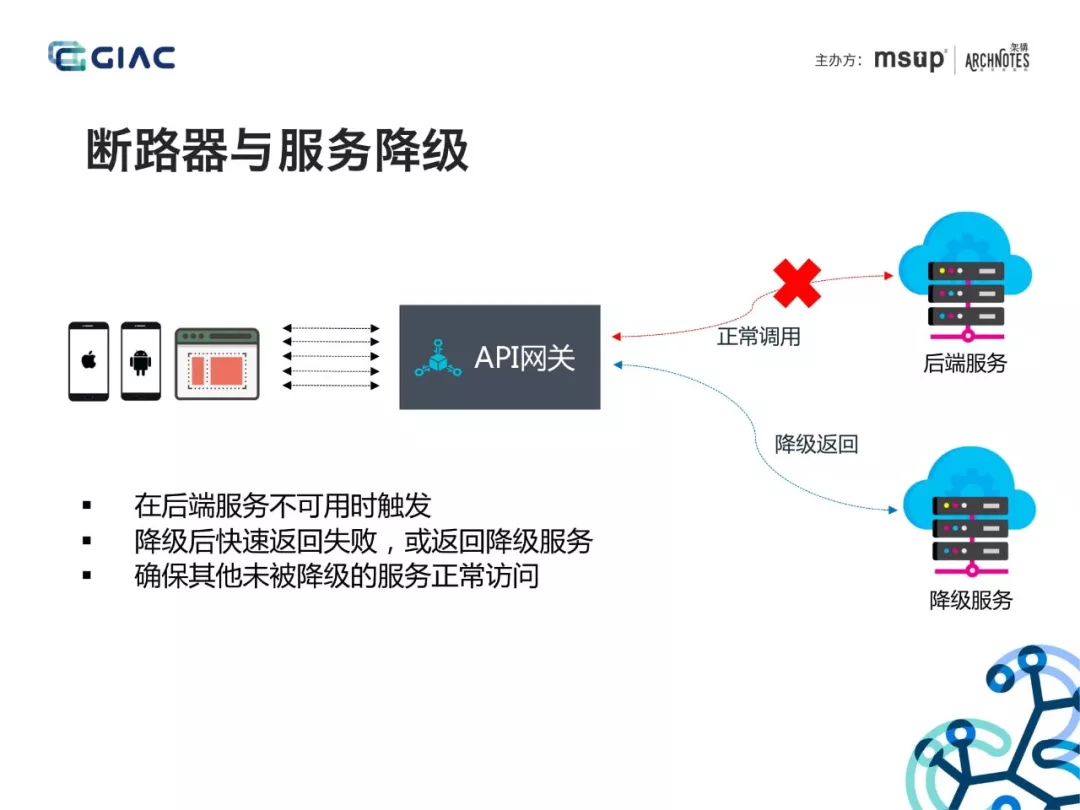 GIAC
主办方：
msup
架構
ARCHNOTES
断路器与服务降级
API网关
正常调用
后端服务
降级返回
降级服务
▪ 在后端服务不可用时触发
▪ 降级后快速返回失败，或返回降级服务
▪ 确保其他未被降级的服务正常访问